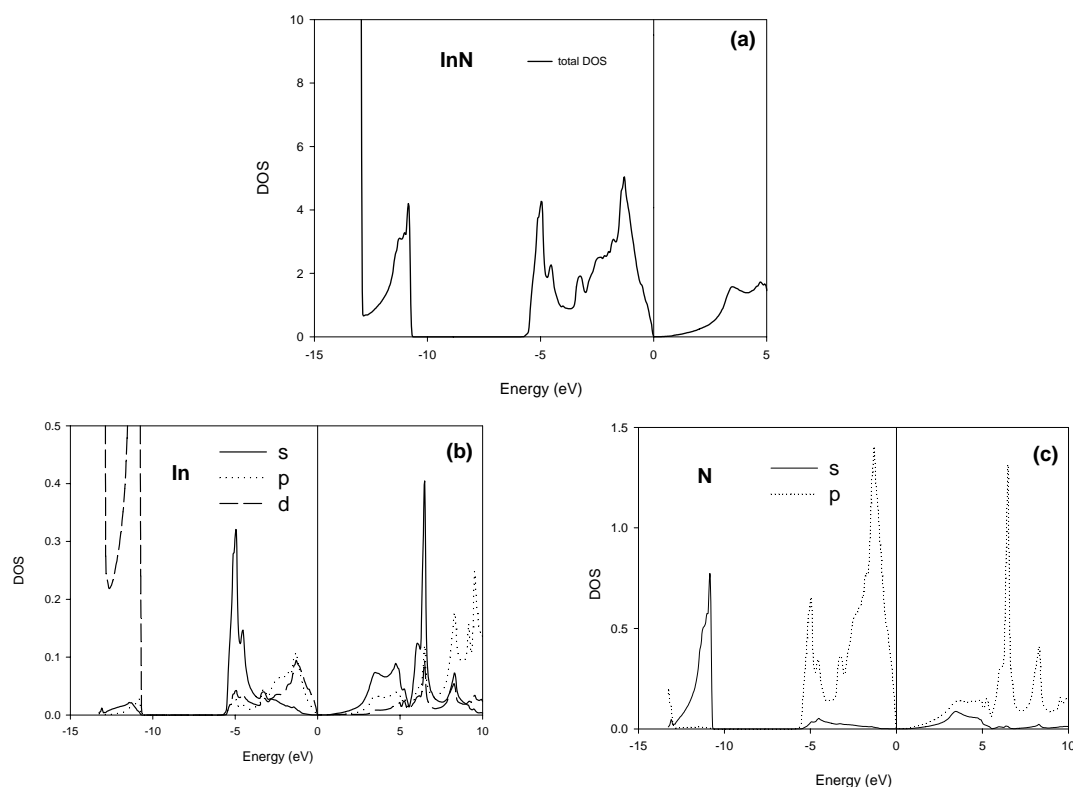 (a)
InN
total DOS
DOS
10
8
6
4
2
0
-15 -10 -5 0 5
Energy (eV)
(b)
In
s
p
d
DOS
0.5
0.4
0.3
0.2
0.1
0.0
-15 -10 -5 0 5 10
Energy (eV)
(c)
N
s
p
DOS
1.5
1.0
0.5
0.0
-15 -10 -5 0 5 10
Energy (eV)